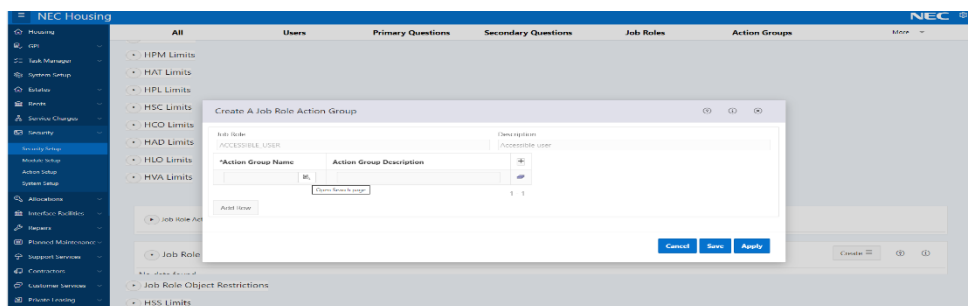 NEC Housing
NEC
Housing
GPI
Task Manager
System Setup
Estates
Rents
Service Charges
Security
Security Setup
Module Setup
Action Setup
System Setup
Allocations
Interface Facilities
Repairs
Planned Maintenance
Support Services
Contractors
Customer Services
Private Leasing
All Users Primary Questions Secondary Questions Job Roles Action Groups More
HPM Limits
HAT Limits
HPL Limits
HSC Limits
HCO Limits
HAD Limits
HLO Limits
HVA Limits
Job Role Act
Job Role
Create
No data found
Job Role Object Restrictions
HSS Limits
Create A Job Role Action Group
Job Role Description
ACCESSIBLE_USER Accessible user
*Action Group Name Action Group Description
Open Search page
1 1
Add Row
Cancel Save Apply